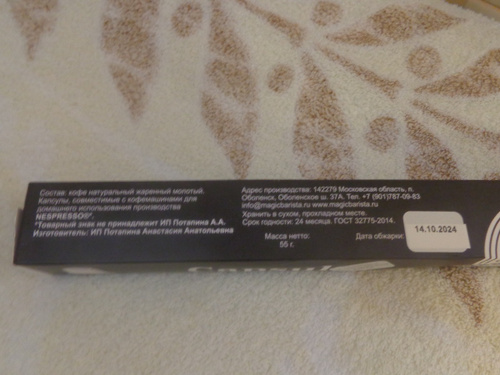 Состав: кофе натуральный жаренный молотый.
Капсулы, совместимые с кофемашинами для
домашнего использования производства
NESPRESSO®*.
*Товарный знак не принадлежит ИП Потапина А.А.
Изготовитель: ИП Потапина Анастасия Анатольевна
Адрес производства: 142279 Московская область, п.
Оболенск, Оболенское ш. 37А. Тел. +7 (901)787-09-63
info@magicbarista.ru www.magicbarista.ru
Хранить в сухом, прохладном месте.
Срок годности: 24 месяца. ГОСТ 32775-2014.
Масса нетто:
55 г.
Дата обжарки:
14.10.2024